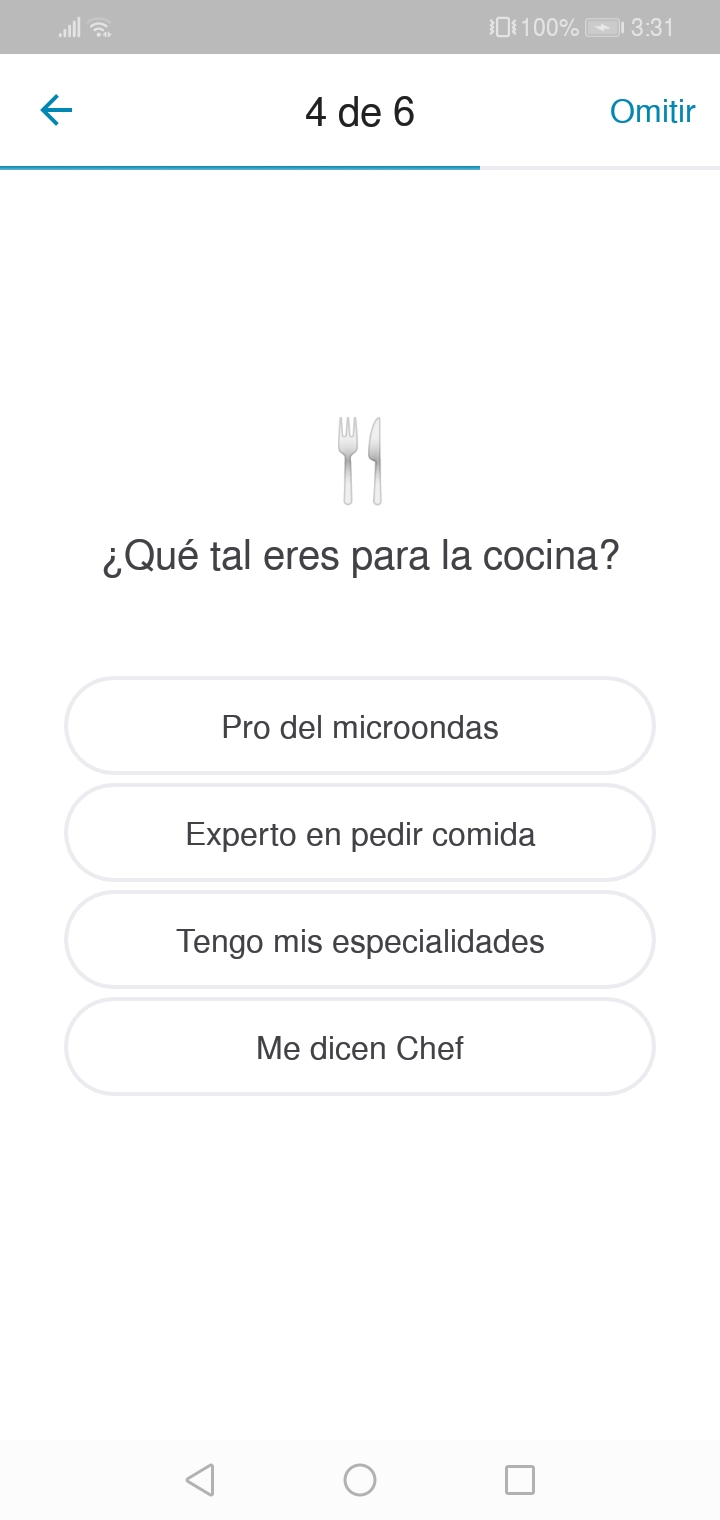 100% 3:31
4 de 6
Omitir
¿Qué tal eres para la cocina?
Pro del microondas
Experto en pedir comida
Tengo mis especialidades
Me dicen Chef